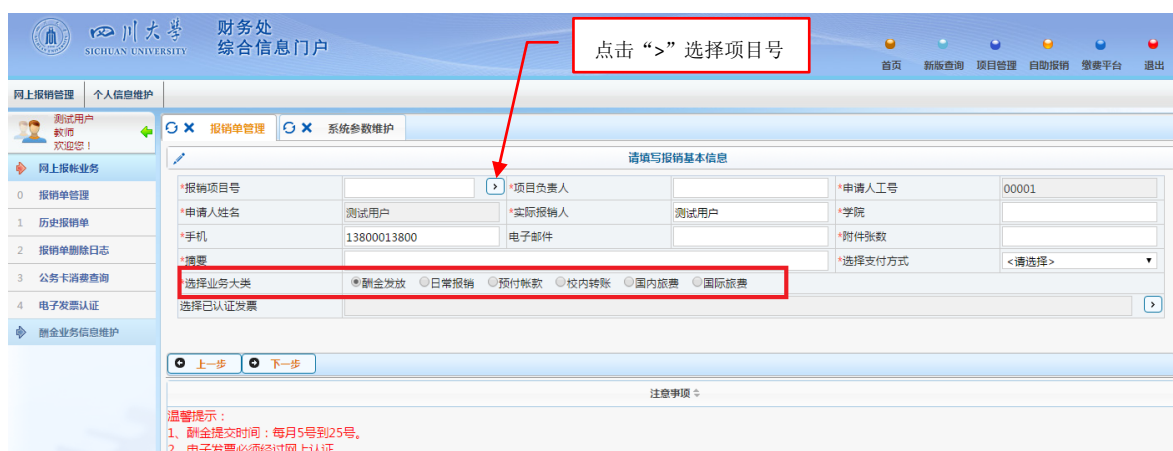 四川大学
SICHUAN UNIVERSITY
财务处
综合信息门户
点击“>”选择项目号
首页 新版查询 项目管理 自助报销 缴费平台 退出
网上报销管理 个人信息维护
测试用户
教师
欢迎您！
报销单管理 系统参数维护
网上报帐业务
0 报销单管理
1 历史报销单
2 报销单删除日志
3 公务卡消费查询
4 电子发票认证
酬金业务信息维护
请填写报销基本信息
*报销项目号 > *项目负责人 *申请人工号 00001
*申请人姓名 测试用户 *实际报销人 测试用户 *学院
*手机 13800013800 电子邮件 *附件张数
*摘要 *选择支付方式 <请选择>
*选择业务大类 酬金发放 日常报销 预付帐款 校内转账 国内旅费 国际旅费
选择已认证发票 >
上一步 下一步
注意事项
温馨提示：
1、酬金提交时间：每月5号到25号。
2、电子发票必须经过网上认证